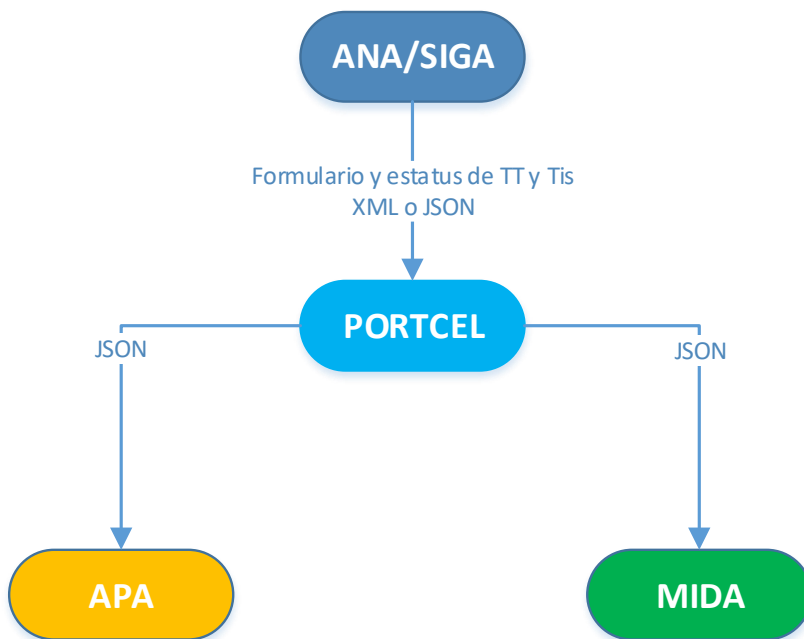 ANA/SIGA
Formulario y estatus de TT y Tis
XML o JSON
PORTCEL
JSON
JSON
APA
MIDA